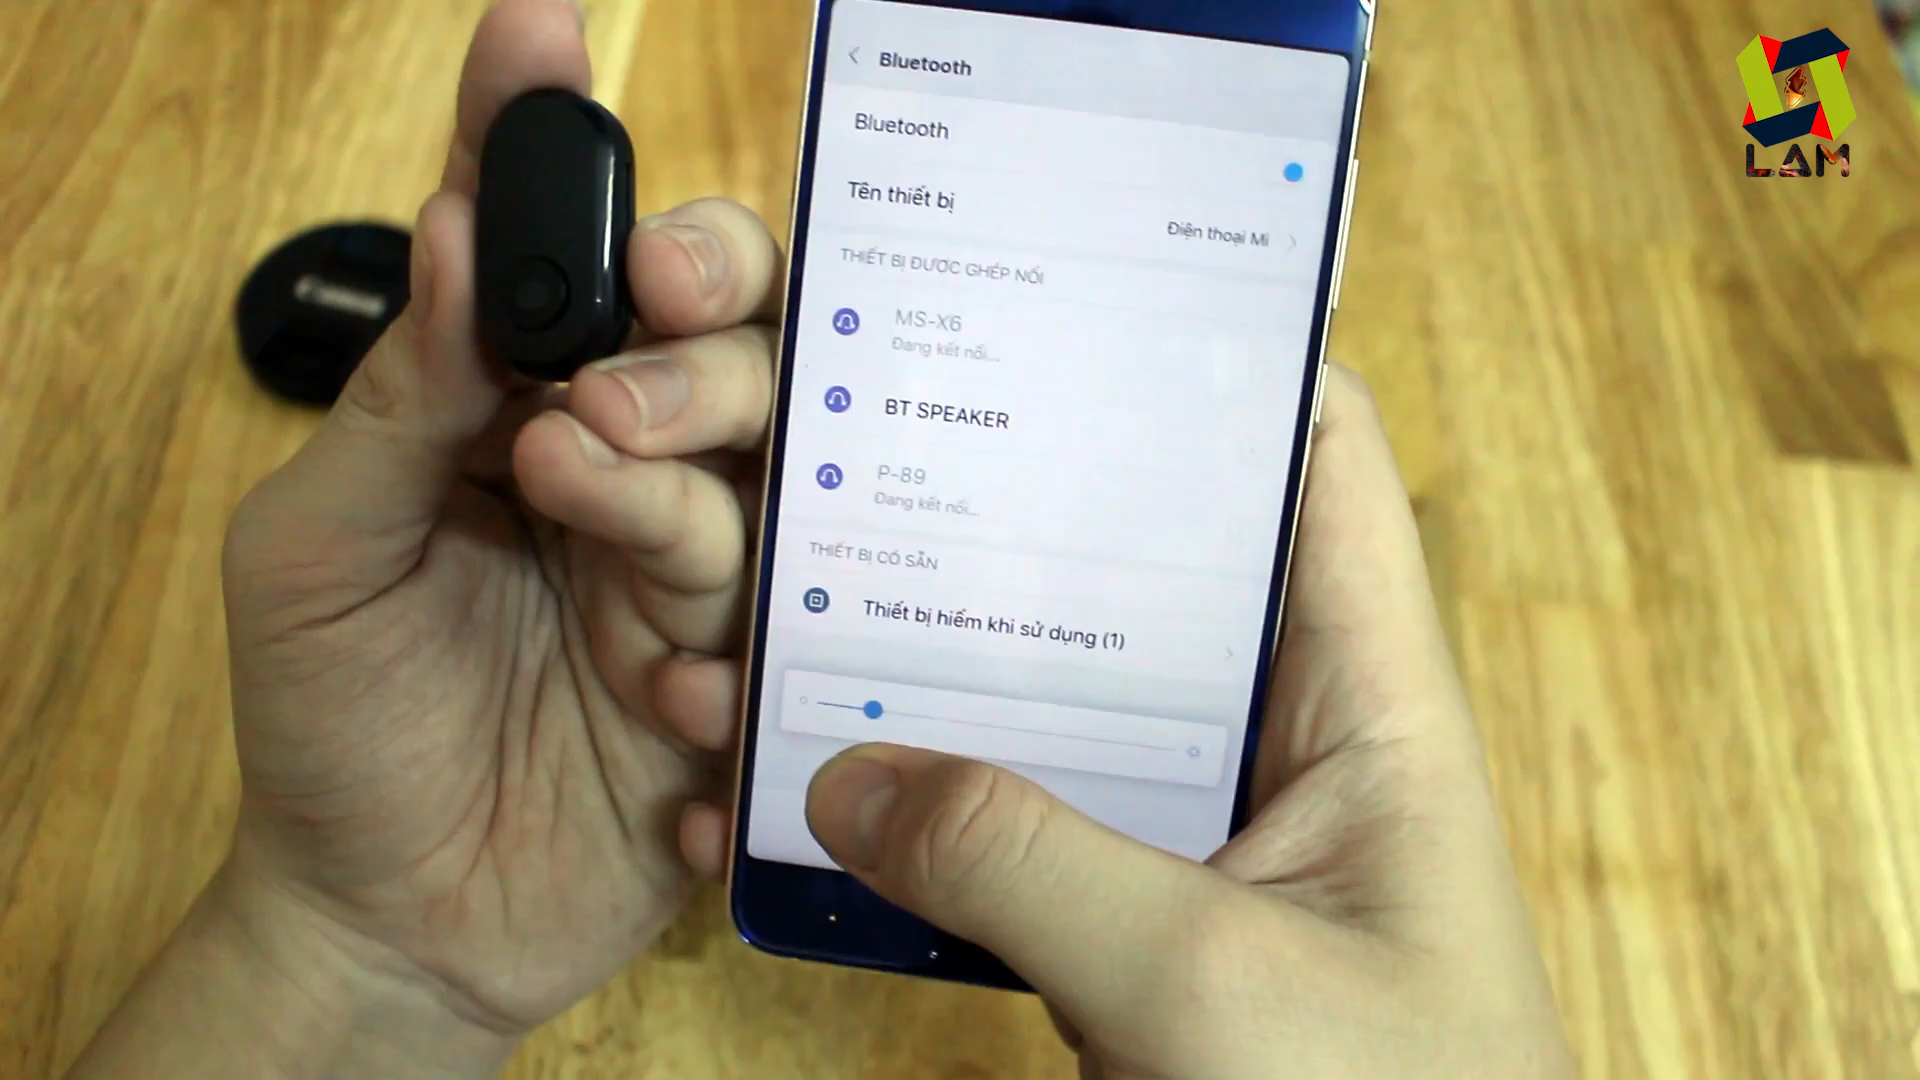 LAM
Bluetooth
Bluetooth
Tên thiết bị
Điện thoại Mi
THIẾT BỊ ĐƯỢC GHÉP NỐI
MS-X6
Đang kết nối...
BT SPEAKER
P-89
Đang kết nối...
THIẾT BỊ CÓ SẴN
Thiết bị hiếm khi sử dụng (1)
Canon